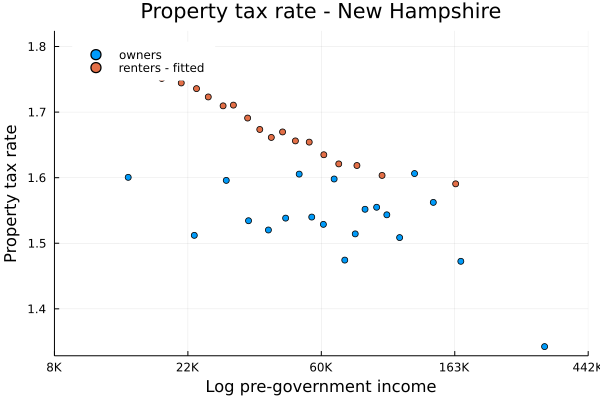 Property tax rate - New Hampshire
owners
renters - fitted
Property tax rate
1.8
1.7
1.6
1.5
1.4
8K 22K 60K 163K 442K
Log pre-government income